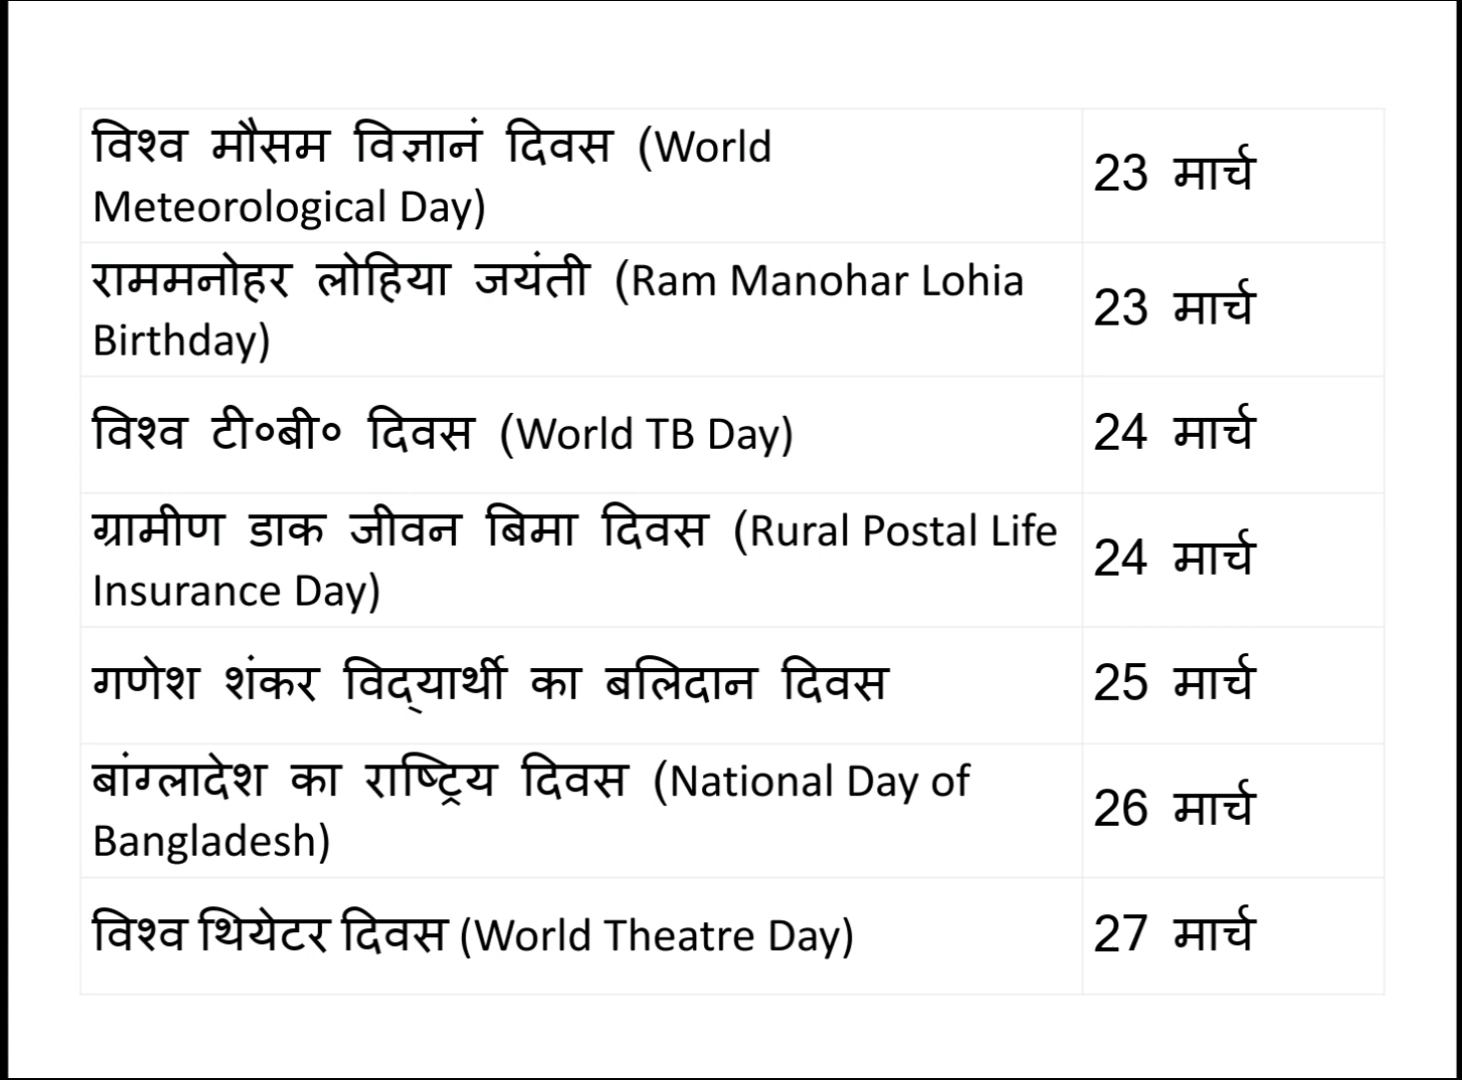 विश्व मौसम विज्ञानं दिवस (World
Meteorological Day)
23 मार्च
राममनोहर लोहिया जयंती (Ram Manohar Lohia
Birthday)
23 मार्च
विश्व टी॰बी॰ दिवस (World TB Day)
24 मार्च
ग्रामीण डाक जीवन बिमा दिवस (Rural Postal Life
Insurance Day)
24 मार्च
गणेश शंकर विद्‌यार्थी का बलिदान दिवस
25 मार्च
बांग्लादेश का राष्ट्रिय दिवस (National Day of
Bangladesh)
26 मार्च
विश्व थियेटर दिवस (World Theatre Day)
27 मार्च